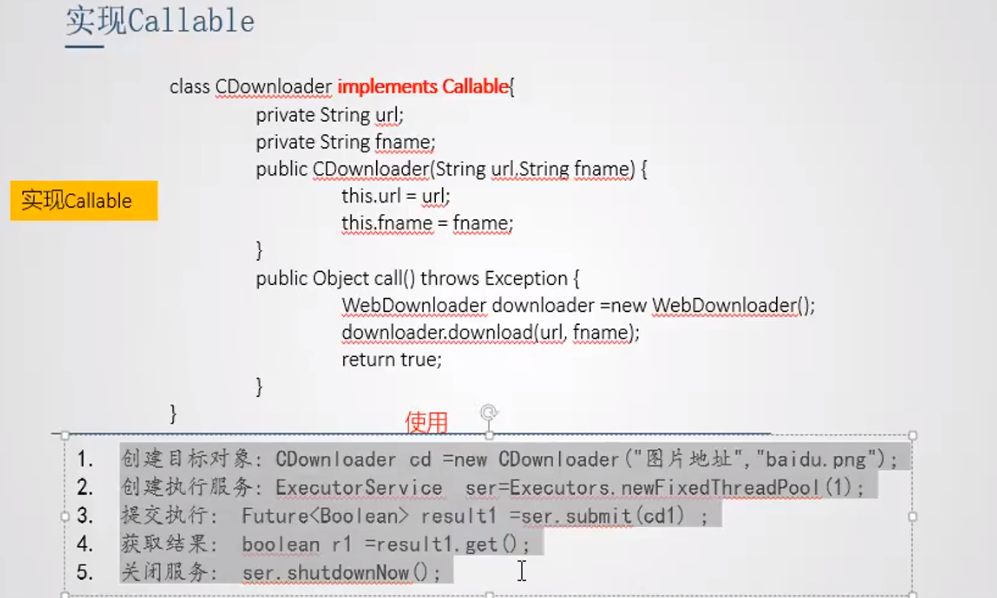 实现Callable
class CDownloader implements Callable{
private String url;
private String fname;
public CDownloader(String url,String fname) {
this.url = url;
this.fname = fname;
}
public Object call() throws Exception {
WebDownloader downloader =new WebDownloader();
downloader.download(url, fname);
return true;
}
}
实现Callable
使用
1. 创建目标对象: CDownloader cd =new CDownloader("图片地址","baidu.png");
2. 创建执行服务: ExecutorService ser=Executors.newFixedThreadPool(1);
3. 提交执行: Future<Boolean> result1 =ser.submit(cd1) ;
4. 获取结果: boolean r1 =result1.get();
5. 关闭服务: ser.shutdownNow();